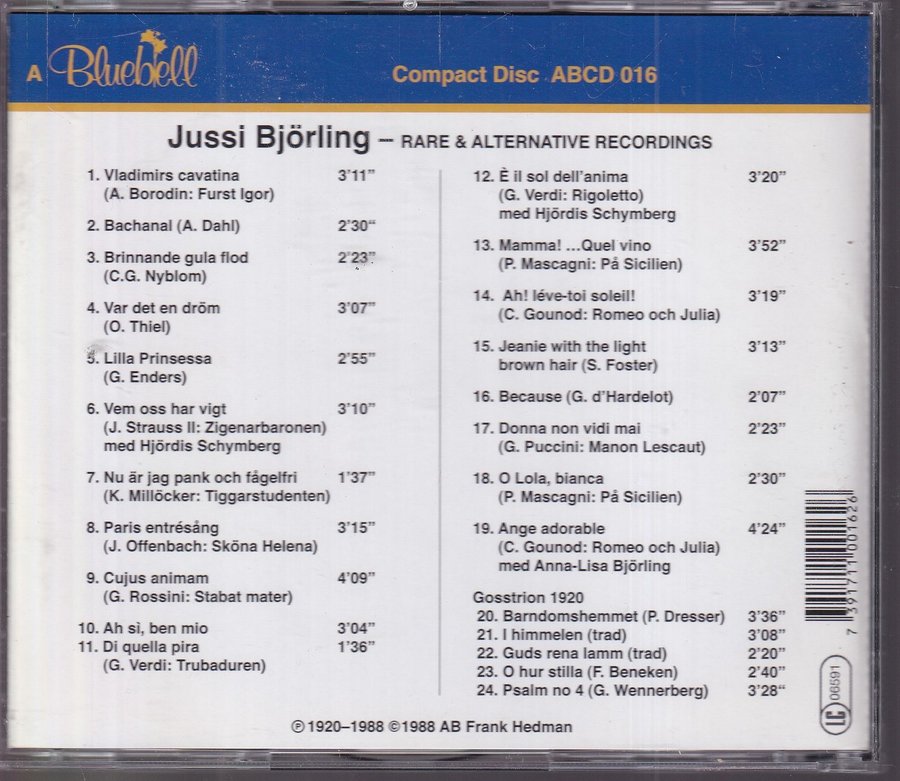 A Bluebell
Compact Disc ABCD 016
Jussi Björling – RARE & ALTERNATIVE RECORDINGS
1. Vladimirs cavatina 3'11"
(A. Borodin: Furst Igor)
2. Bachanal (A. Dahl) 2'30"
3. Brinnande gula flod 2'23"
(C.G. Nyblom)
4. Var det en dröm 3'07"
(O. Thiel)
5. Lilla Prinsessa 2'55"
(G. Enders)
6. Vem oss har vigt 3'10"
(J. Strauss II: Zigenarbaronen)
med Hjördis Schymberg
7. Nu är jag pank och fågelfri 1'37"
(K. Millöcker: Tiggarstudenten)
8. Paris entrésång 3'15"
(J. Offenbach: Sköna Helena)
9. Cujus animam 4'09"
(G. Rossini: Stabat mater)
10. Ah sì, ben mio 3'04"
11. Di quella pira 1'36"
(G. Verdi: Trubaduren)
12. È il sol dell'anima 3'20"
(G. Verdi: Rigoletto)
med Hjördis Schymberg
13. Mamma! ...Quel vino 3'52"
(P. Mascagni: På Sicilien)
14. Ah! léve-toi soleil! 3'19"
(C. Gounod: Romeo och Julia)
15. Jeanie with the light 3'13"
brown hair (S. Foster)
16. Because (G. d'Hardelot) 2'07"
17. Donna non vidi mai 2'23"
(G. Puccini: Manon Lescaut)
18. O Lola, bianca 2'30"
(P. Mascagni: På Sicilien)
19. Ange adorable 4'24"
(C. Gounod: Romeo och Julia)
med Anna-Lisa Björling
Gosstrion 1920
20. Barndomshemmet (P. Dresser) 3'36"
21. I himmelen (trad) 3'08"
22. Guds rena lamm (trad) 2'20"
23. O hur stilla (F. Beneken) 2'40"
24. Psalm no 4 (G. Wennerberg) 3'28"
℗ 1920–1988 ©1988 AB Frank Hedman
7 391711 001626
LC 06591